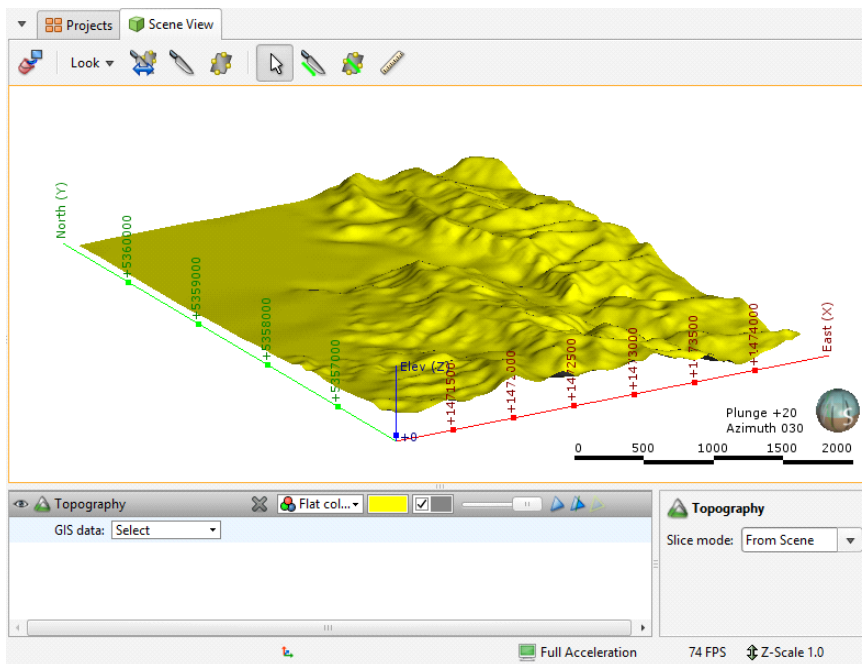 Projects
Scene View
Look
North (Y)
+5360000
+5359000
+5358000
+5357000
Elev (Z)
+0
+1471500
+1472000
+1472500
+1473000
+1473500
+1474000
East (X)
Plunge +20
Azimuth 030
S
0 500 1000 1500 2000
Topography
Flat col...
GIS data: Select
Topography
Slice mode: From Scene
Full Acceleration
74 FPS
Z-Scale 1.0